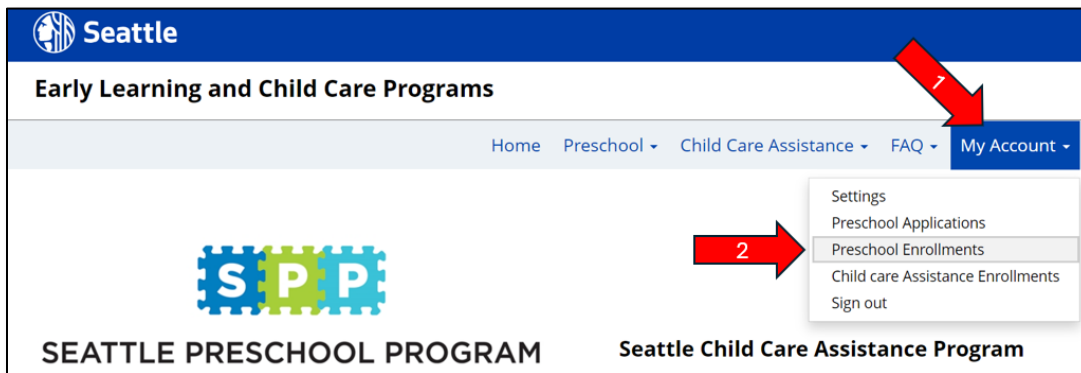 Seattle
Early Learning and Child Care Programs
1
Home Preschool Child Care Assistance FAQ My Account
Settings
Preschool Applications
2
Preschool Enrollments
Child care Assistance Enrollments
Sign out
SPP
SEATTLE PRESCHOOL PROGRAM
Seattle Child Care Assistance Program